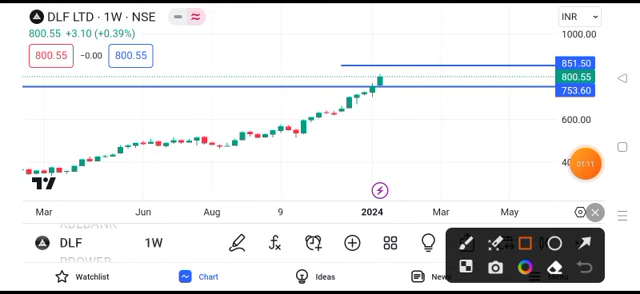 DLF LTD · 1W · NSE
INR
800.55 +3.10 (+0.39%)
800.55 −0.00 800.55
1000.00
851.50
800.55
753.60
600.00
01:11
Mar Jun Aug 9 2024 Mar May
DLF 1W
Watchlist Chart Ideas News